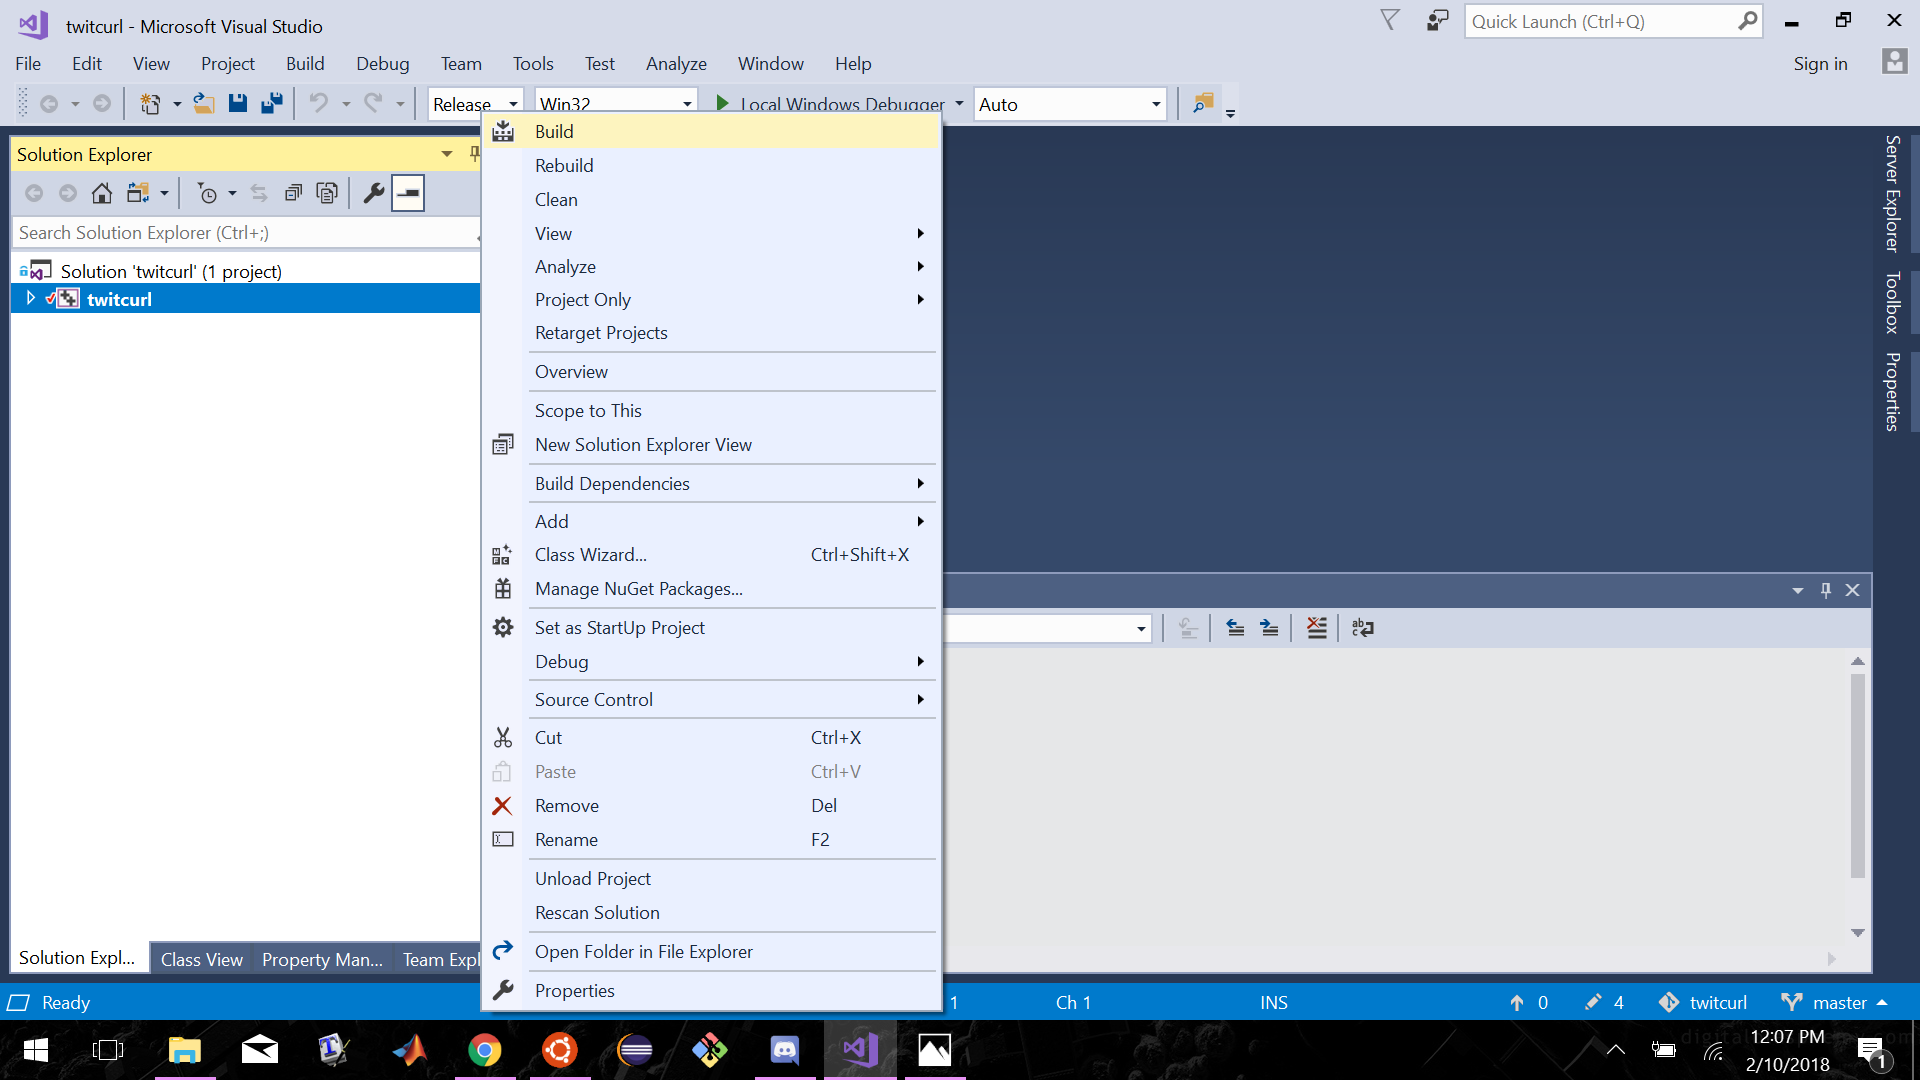 twitcurl - Microsoft Visual Studio
Quick Launch (Ctrl+Q)
File Edit View Project Build Debug Team Tools Test Analyze Window Help
Sign in
Release Win32 Local Windows Debugger Auto
Solution Explorer
Search Solution Explorer (Ctrl+;)
Solution 'twitcurl' (1 project)
twitcurl
Build
Rebuild
Clean
View
Analyze
Project Only
Retarget Projects
Overview
Scope to This
New Solution Explorer View
Build Dependencies
Add
Class Wizard... Ctrl+Shift+X
Manage NuGet Packages...
Set as StartUp Project
Debug
Source Control
Cut Ctrl+X
Paste Ctrl+V
Remove Del
Rename F2
Unload Project
Rescan Solution
Open Folder in File Explorer
Properties
Server Explorer
Toolbox
Properties
Solution Expl... Class View Property Man... Team Expl
Ready 1 Ch 1 INS 0 4 twitcurl master
12:07 PM
2/10/2018
1